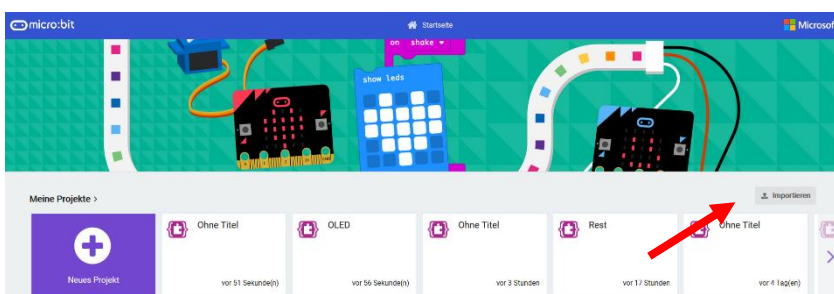 micro:bit
Startseite
Microsof
on shake
show leds
Meine Projekte >
Importieren
Neues Projekt
Ohne Titel
vor 51 Sekunde(n)
OLED
vor 56 Sekunde(n)
Ohne Titel
vor 3 Stunden
Rest
vor 17 Stunden
Ohne Titel
vor 4 Tag(en)